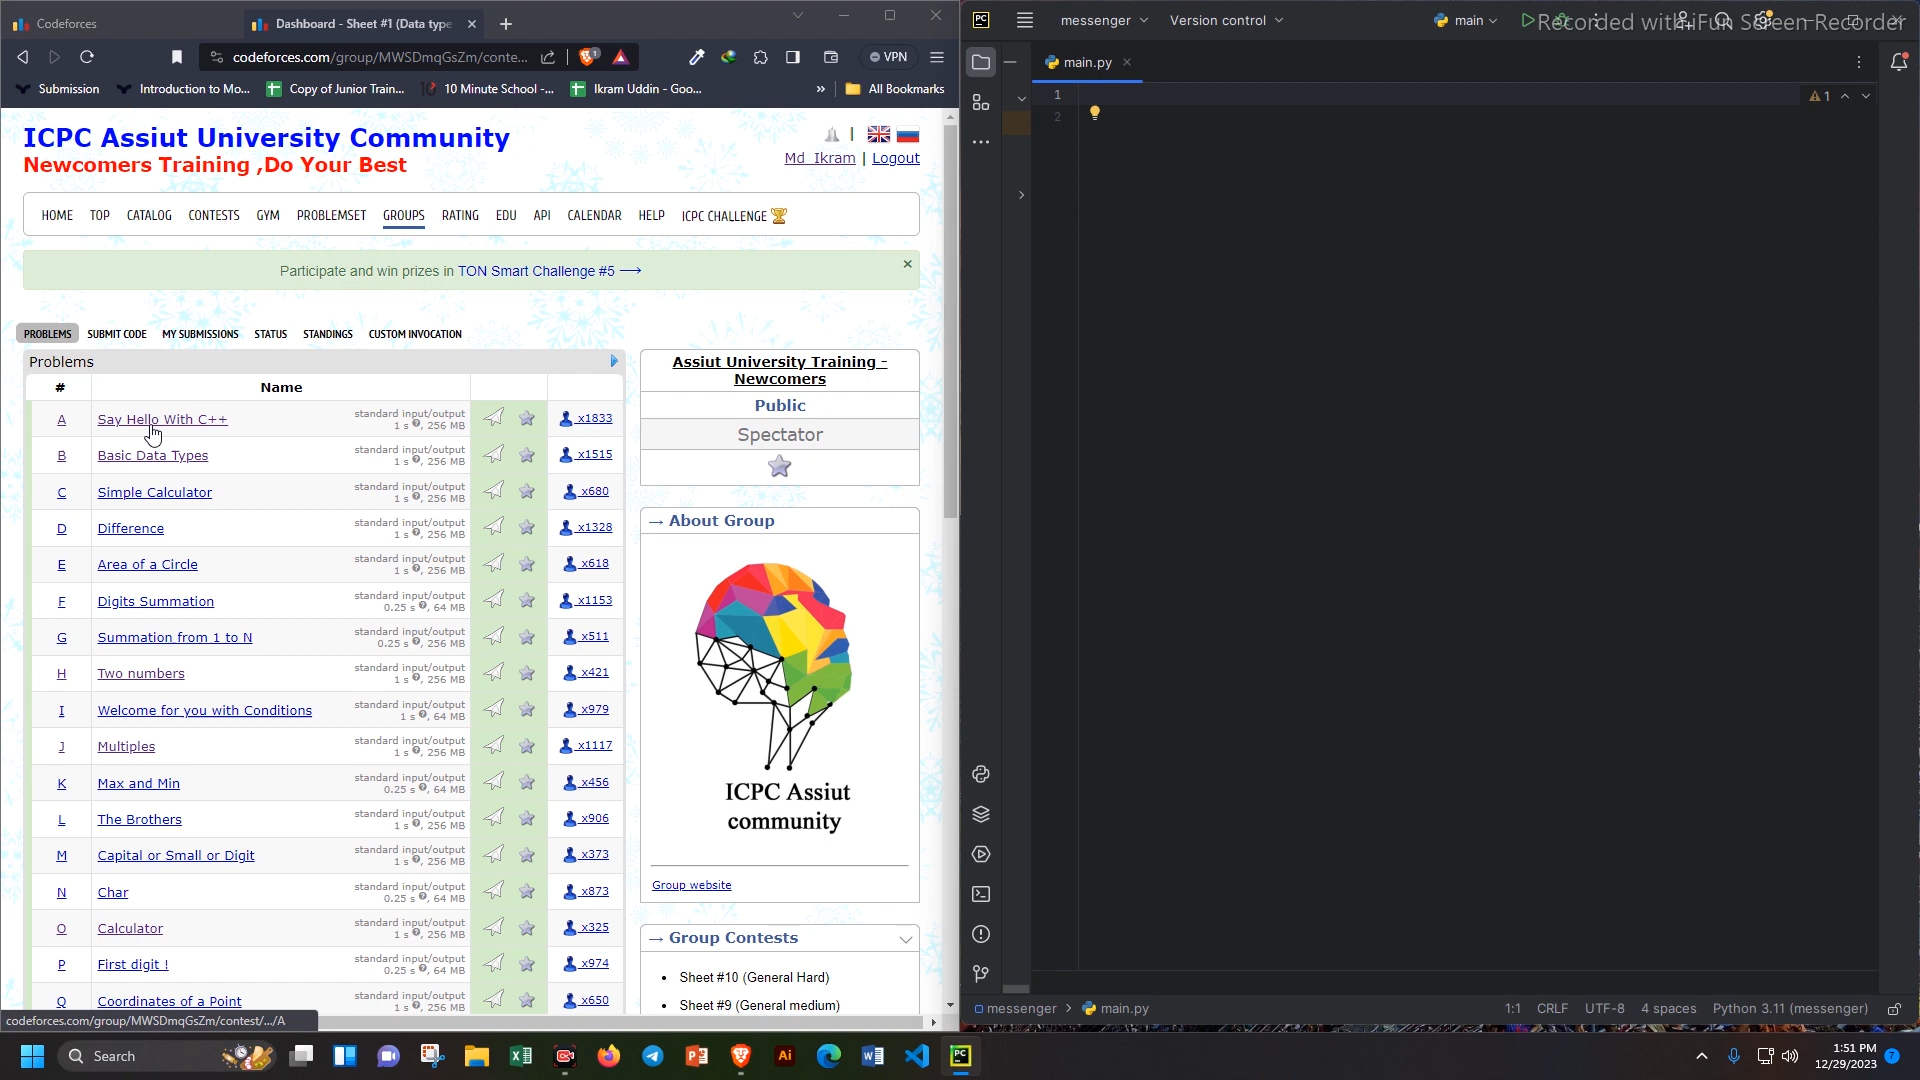 Codeforces
Dashboard - Sheet #1 (Data type
codeforces.com/group/MWSDmqGsZm/conte...
1
VPN
Submission
Introduction to Mo...
Copy of Junior Train...
10 Minute School -...
Ikram Uddin - Goo...
»
All Bookmarks
ICPC Assiut University Community
Newcomers Training ,Do Your Best
Md_Ikram | Logout
HOME TOP CATALOG CONTESTS GYM PROBLEMSET GROUPS RATING EDU API CALENDAR HELP ICPC CHALLENGE
Participate and win prizes in TON Smart Challenge #5 →
PROBLEMS SUBMIT CODE MY SUBMISSIONS STATUS STANDINGS CUSTOM INVOCATION
Problems
# Name
A Say Hello With C++ standard input/output 1 s, 256 MB x1833
B Basic Data Types standard input/output 1 s, 256 MB x1515
C Simple Calculator standard input/output 1 s, 256 MB x680
D Difference standard input/output 1 s, 256 MB x1328
E Area of a Circle standard input/output 1 s, 256 MB x618
F Digits Summation standard input/output 0.25 s, 64 MB x1153
G Summation from 1 to N standard input/output 0.25 s, 256 MB x511
H Two numbers standard input/output 1 s, 256 MB x421
I Welcome for you with Conditions standard input/output 1 s, 64 MB x979
J Multiples standard input/output 1 s, 256 MB x1117
K Max and Min standard input/output 0.25 s, 64 MB x456
L The Brothers standard input/output 1 s, 256 MB x906
M Capital or Small or Digit standard input/output 0.25 s, 64 MB x373
N Char standard input/output 0.25 s, 64 MB x873
O Calculator standard input/output 1 s, 256 MB x325
P First digit ! standard input/output 0.25 s, 64 MB x974
Q Coordinates of a Point standard input/output 1 s, 256 MB x650
Assiut University Training -
Newcomers
Public
Spectator
→ About Group
ICPC Assiut
community
Group website
→ Group Contests
• Sheet #10 (General Hard)
• Sheet #9 (General medium)
codeforces.com/group/MWSDmqGsZm/contest/.../A
PC
messenger
Version control
main
Recorded with iFun Screen Recorder
main.py
1
2
1
messenger > main.py
1:1 CRLF UTF-8 4 spaces Python 3.11 (messenger)
Search
Ai
PC
1:51 PM
12/29/2023
7